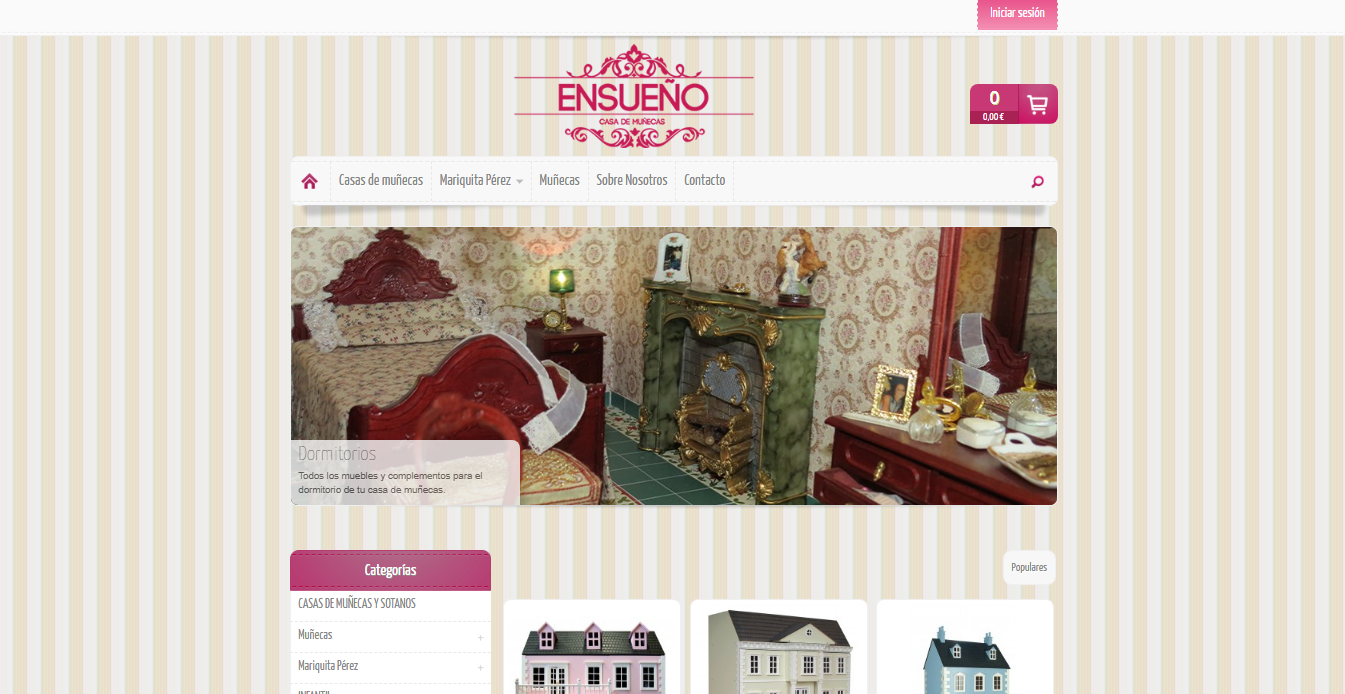 Iniciar sesión
ENSUEÑO
CASA DE MUÑECAS
0
0,00 €
Casas de muñecas
Mariquita Pérez
Muñecas
Sobre Nosotros
Contacto
Dormitorios
Todos los muebles y complementos para el
dormitorio de tu casa de muñecas.
Categorías
Populares
CASAS DE MUÑECAS Y SOTANOS
Muñecas
+
Mariquita Pérez
+
INFANTIL